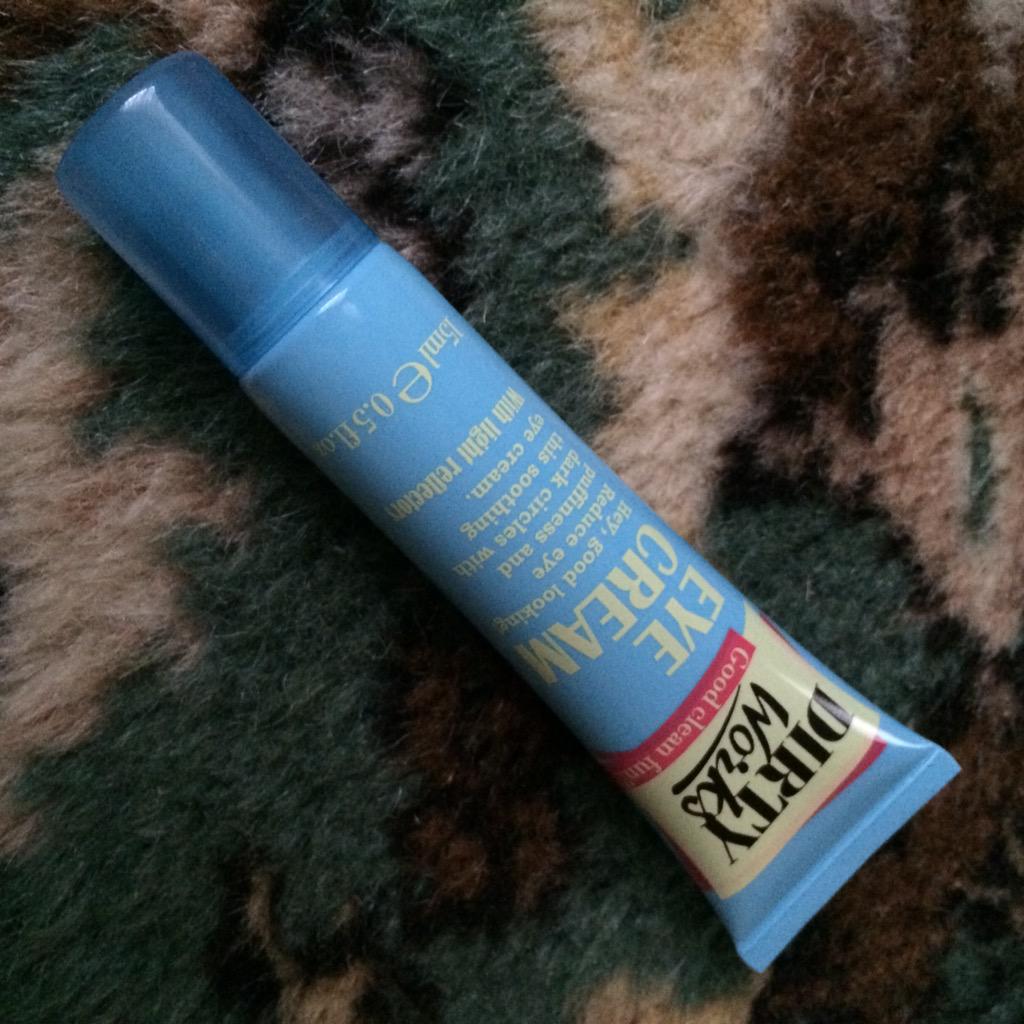 DIRTY
Works
Good clean fun
EYE
CREAM
Hey, good looking
Reduce eye
puffiness and
dark circles with
this soothing
eye cream.
with light reflection
15ml e 0.5 fl.oz